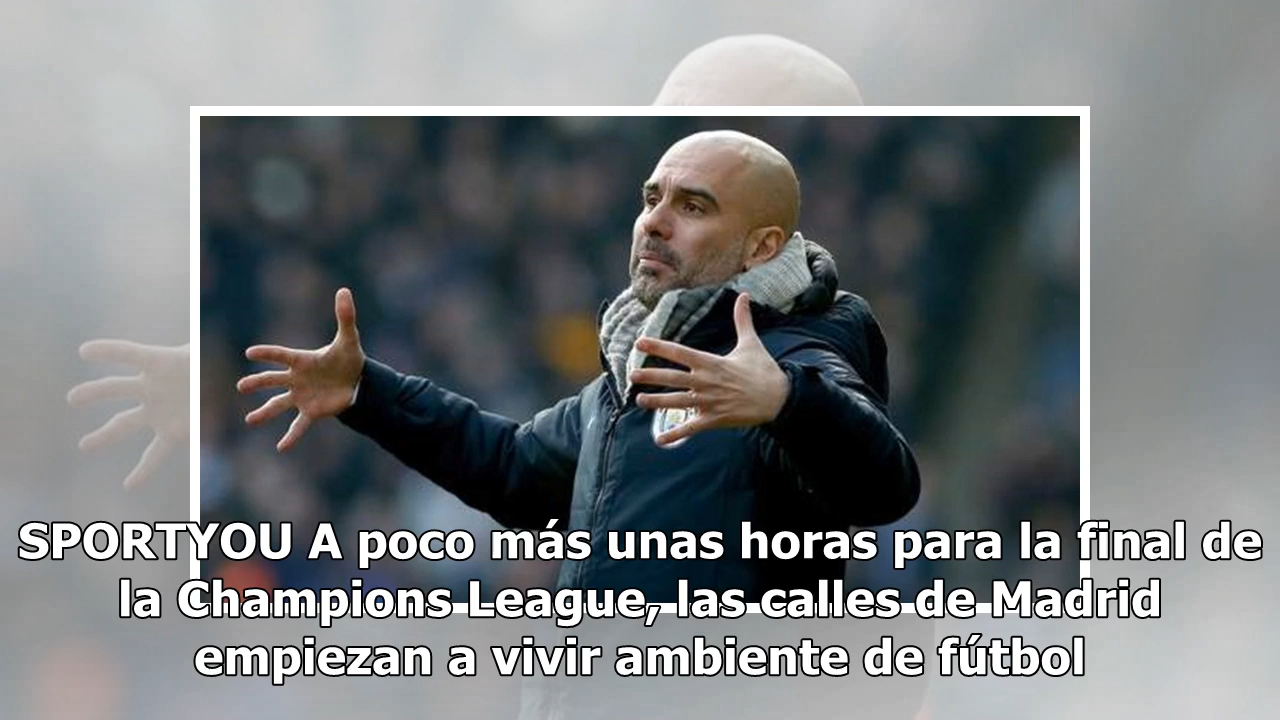 SPORTYOU A poco más unas horas para la final de
la Champions League, las calles de Madrid
empiezan a vivir ambiente de fútbol